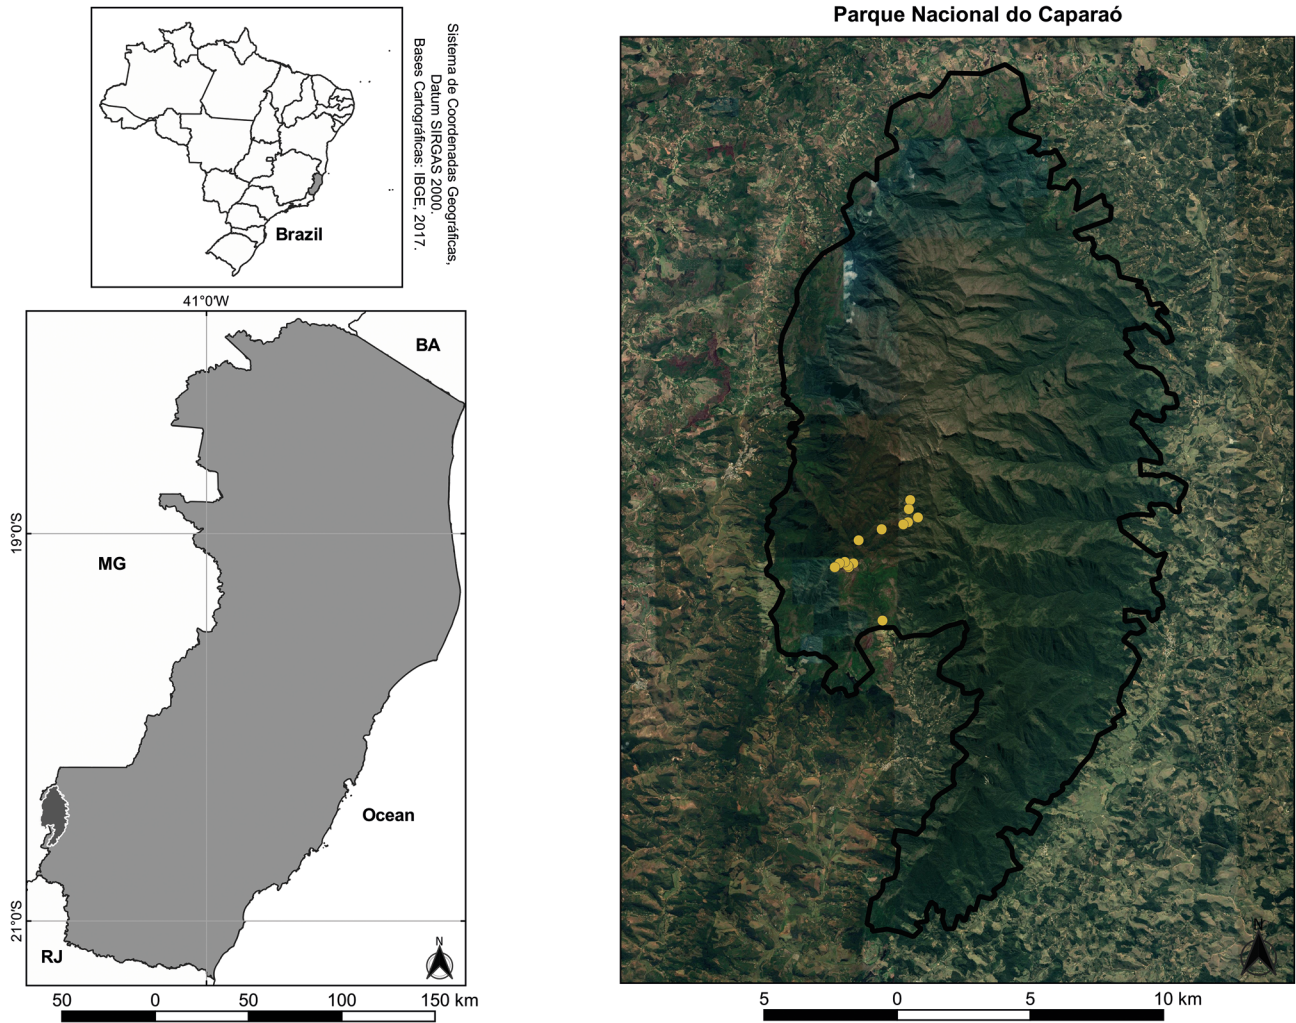 Parque Nacional do Caparaó
Sistema de Coordenadas Geográficas,
Datum SIRGAS 2000.
Bases Cartográficas: IBGE, 2017.
Brazil
41°0'W
BA
19°0'S
MG
Ocean
21°0'S
RJ
N
50 0 50 100 150 km
N
5 0 5 10 km